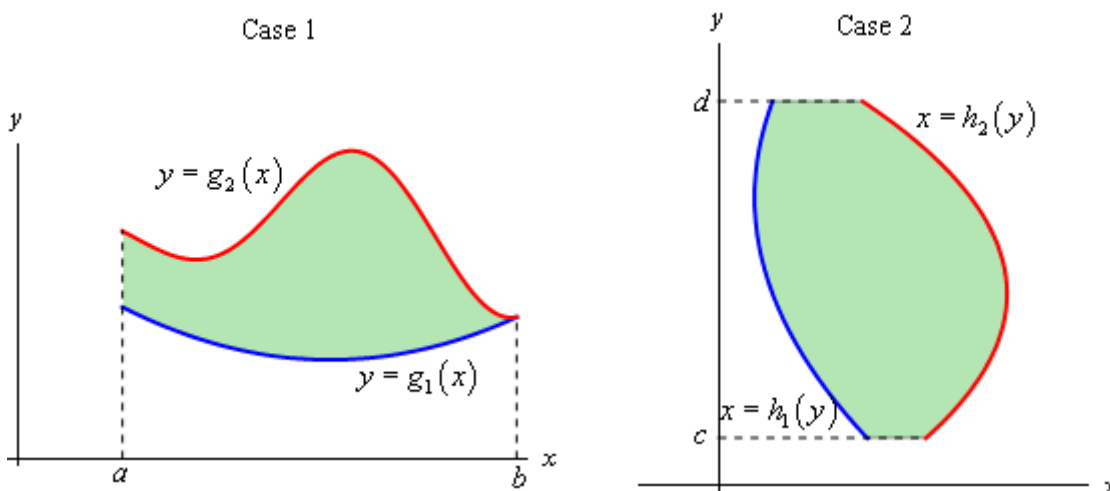 Case 1
y
y = g₂(x)
y = g₁(x)
x
a
b
y
Case 2
d
x = h₂(y)
x = h₁(y)
c
x